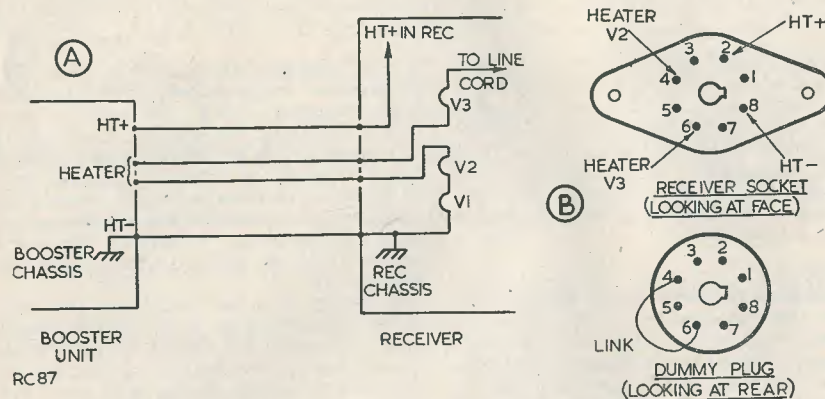 A
HT+ IN REC
TO LINE
CORD
V3
HT+
HEATER
V2
V1
HT-
BOOSTER
CHASSIS
REC
CHASSIS
BOOSTER
UNIT
RECEIVER
RC87
HEATER
V2
HT+
3
2
4
1
5
8
6
7
HEATER
V3
HT-
B
RECEIVER SOCKET
(LOOKING AT FACE)
3
2
4
1
5
8
6
7
LINK
DUMMY PLUG
(LOOKING AT REAR)